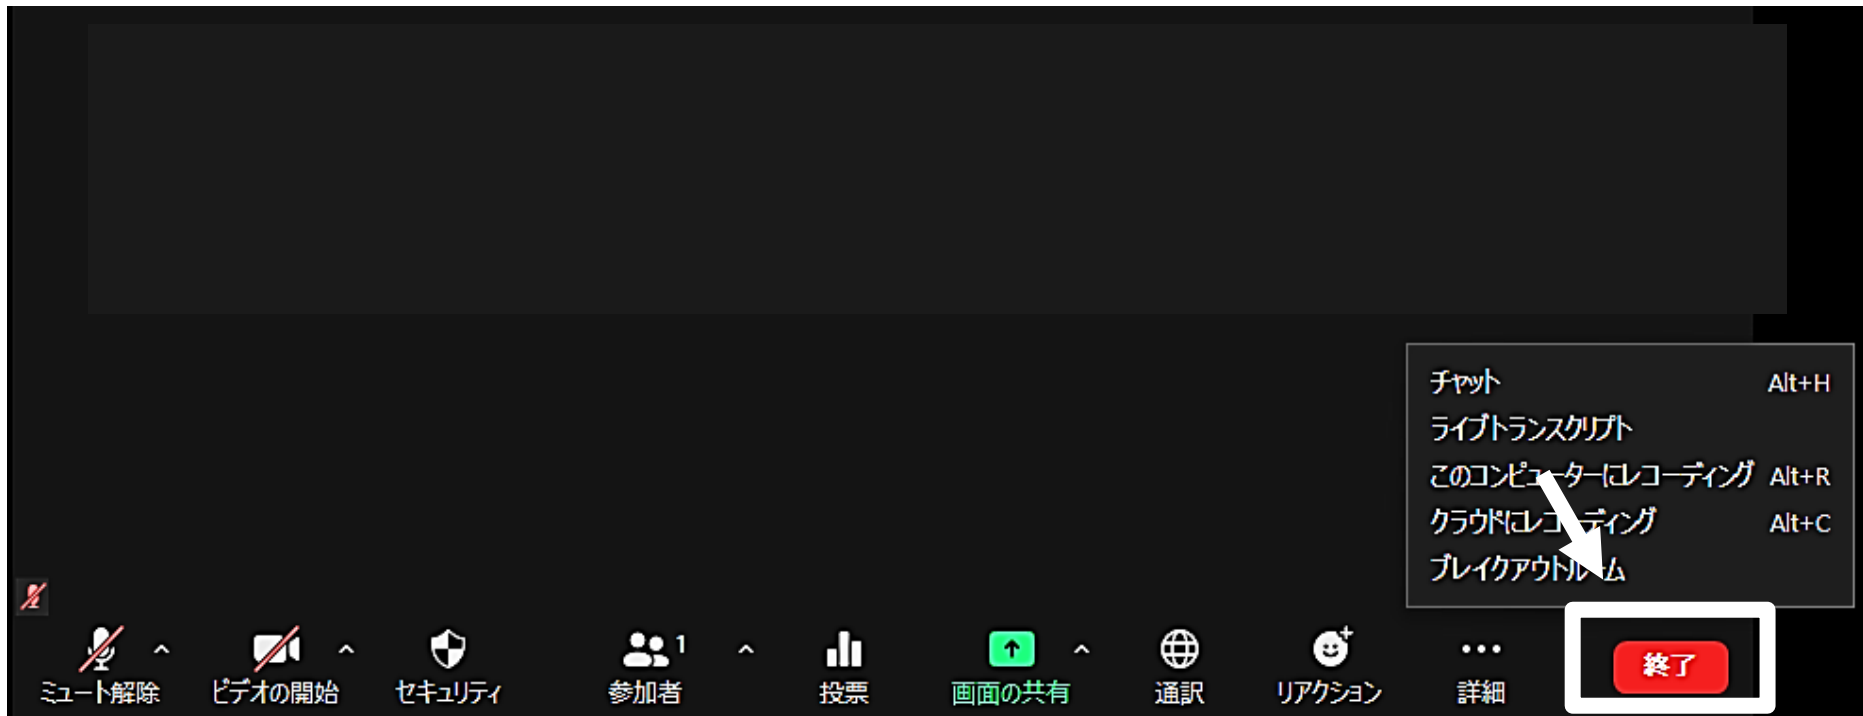 チャット Alt+H
ライブトランスクリプト
このコンピューターにレコーディング Alt+R
クラウドにレコーディング Alt+C
ブレイクアウトルーム
1
ミュート解除 ビデオの開始 セキュリティ 参加者 投票 画面の共有 通訳 リアクション 詳細 終了